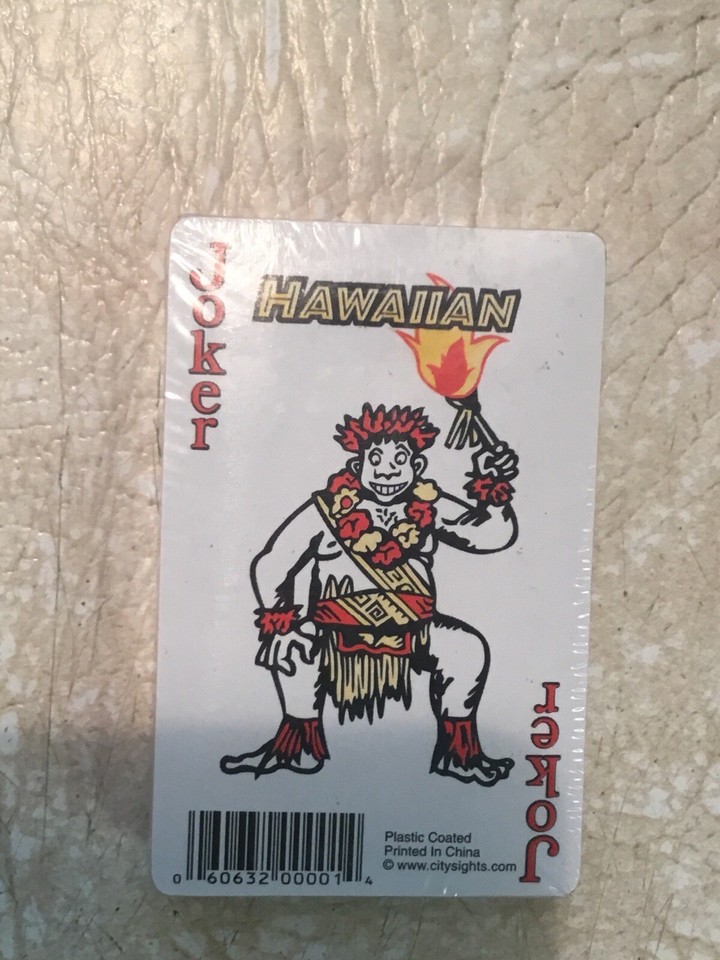 Joker
HAWAIIAN
Joker
Plastic Coated
Printed In China
© www.citysights.com
0 60632 00001 4